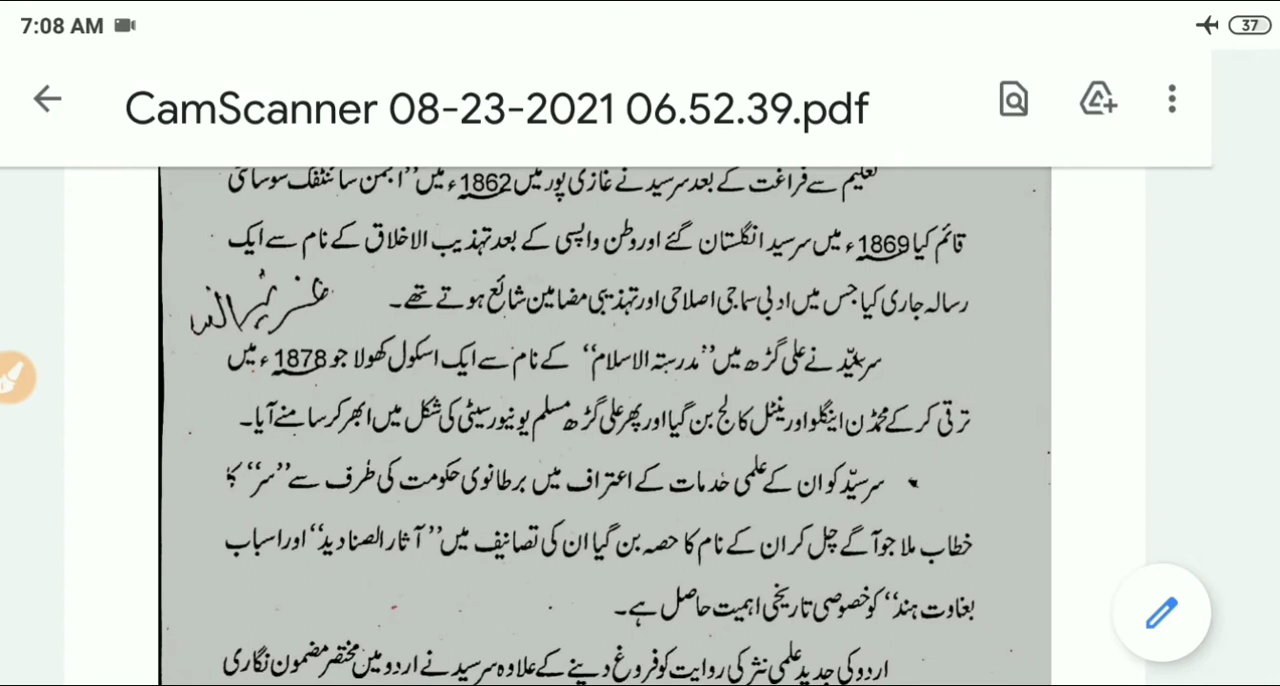 7:08 AM
37
CamScanner 08-23-2021 06.52.39.pdf
تعلیم سے فراغت کے بعد سرسید نے غازی پور میں 1862ء میں ”انجمن سائنٹفک سوسائٹی
قائم کیا 1869ء میں سرسید انگلستان گئے اور وطن واپسی کے بعد تہذیب الاخلاق کے نام سے ایک
رسالہ جاری کیا جس میں ادبی سماجی اصلاحی اور تہذیبی مضامین شائع ہوتے تھے۔
سرسیّد نے علی گڑھ میں ”مدرستہ الاسلام“ کے نام سے ایک اسکول کھولا جو 1878ء میں
ترقی کر کے محمڈن اینگلو اورینٹل کالج بن گیا اور پھر علی گڑھ مسلم یونیورسیٹی کی شکل میں ابھر کر سامنے آیا۔
سرسیّد کو ان کے علمی خدمات کے اعتراف میں برطانوی حکومت کی طرف سے ”سر“ کا
خطاب ملا جو آگے چل کر ان کے نام کا حصہ بن گیا ان کی تصانیف میں ”آثار الصنادید“ اور اسباب
بغاوت ہند“ کو خصوصی تاریخی اہمیت حاصل ہے۔
اردو کی جدید علمی نثر کی روایت کو فروغ دینے کے علاوہ سرسید نے اردو میں مختصر مضمون نگاری